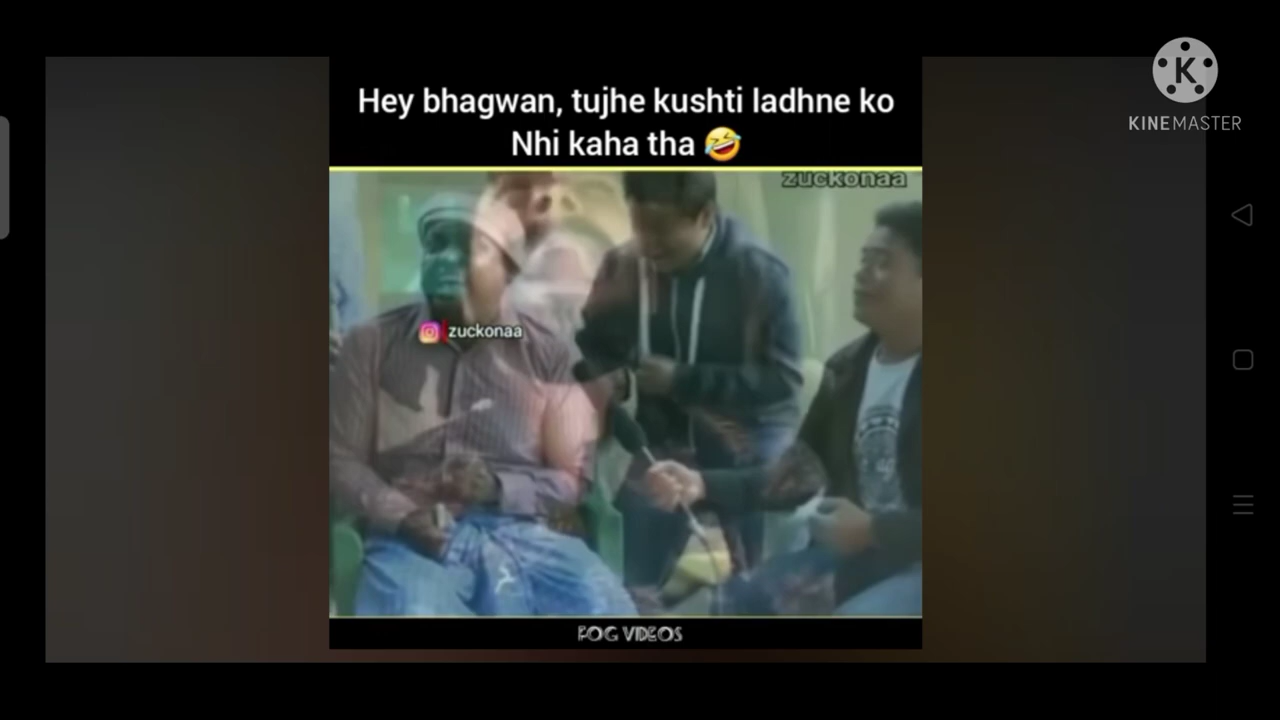 Hey bhagwan, tujhe kushti ladhne ko
Nhi kaha tha 🤣
KINEMASTER
zuckonaa
zuckonaa
FOG VIDEOS